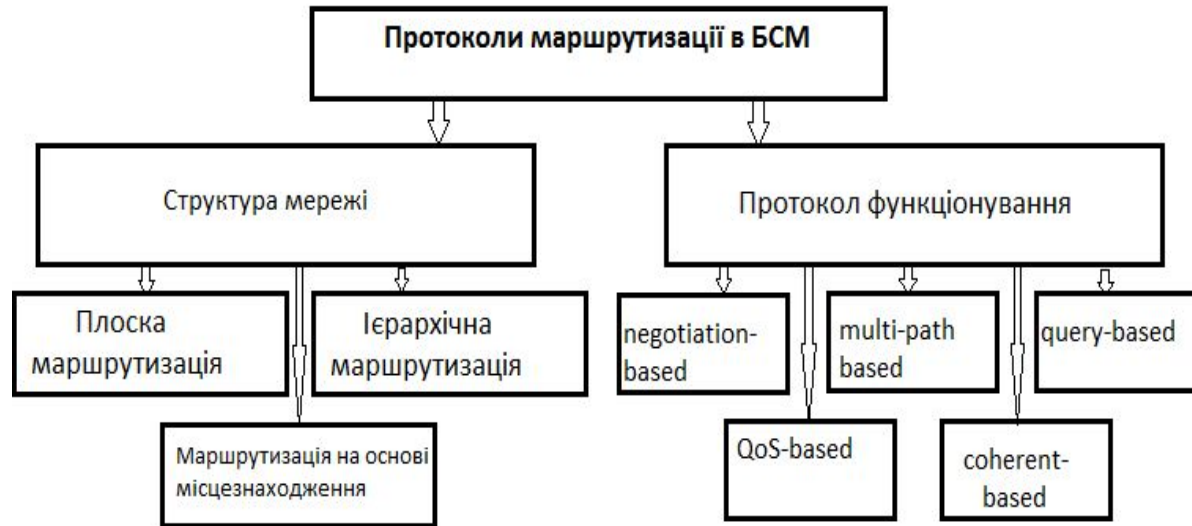 Протоколи маршрутизації в БСМ
Структура мережі
Протокол функціонування
Плоска
маршрутизація
Ієрархічна
маршрутизація
negotiation-
based
multi-path
based
query-based
Маршрутизація на основі
місцезнаходження
QoS-based
coherent-
based